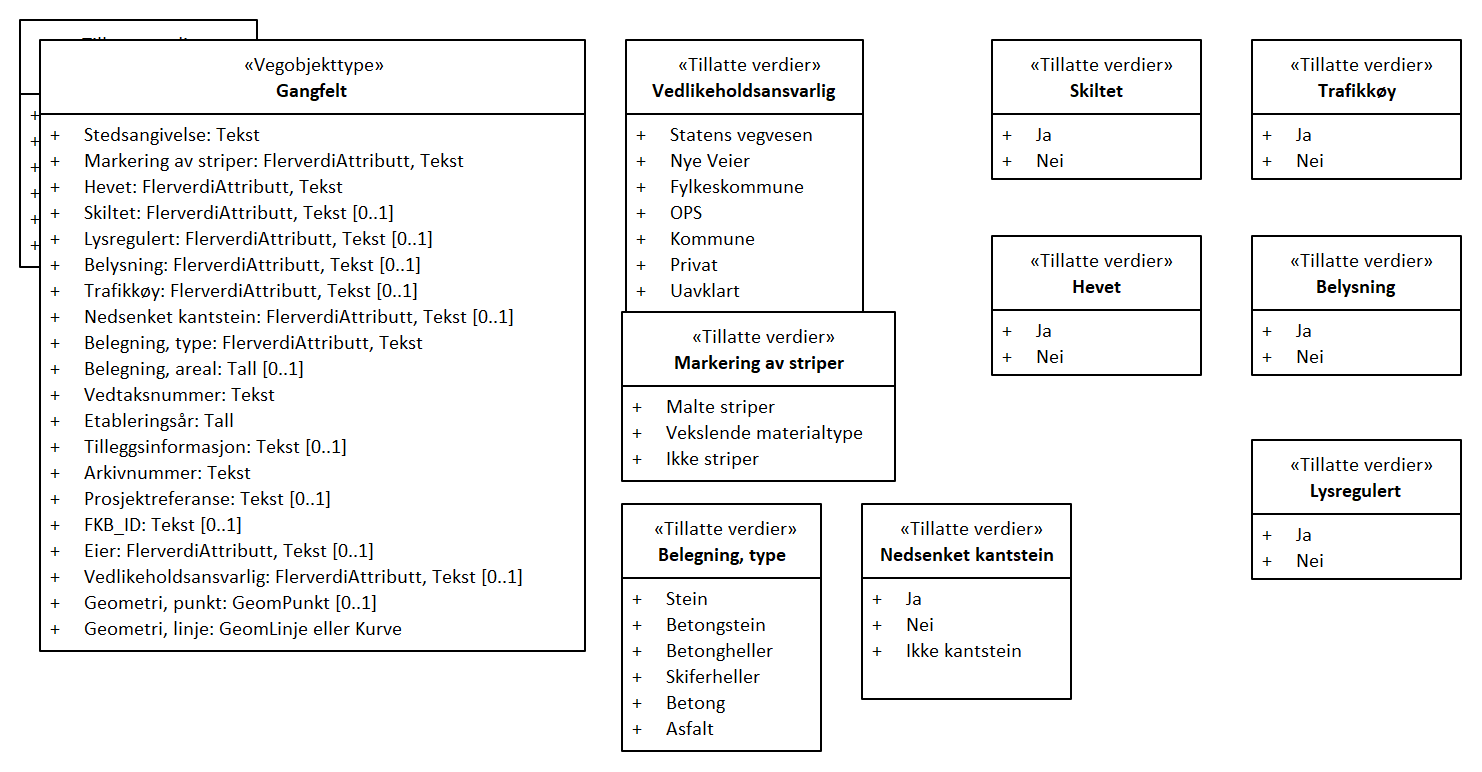 «Vegobjekttype»
Gangfelt
+ Stedsangivelse: Tekst
+ Markering av striper: FlerverdiAttributt, Tekst
+ Hevet: FlerverdiAttributt, Tekst
+ Skiltet: FlerverdiAttributt, Tekst [0..1]
+ Lysregulert: FlerverdiAttributt, Tekst [0..1]
+ Belysning: FlerverdiAttributt, Tekst [0..1]
+ Trafikkøy: FlerverdiAttributt, Tekst [0..1]
+ Nedsenket kantstein: FlerverdiAttributt, Tekst [0..1]
+ Belegning, type: FlerverdiAttributt, Tekst
+ Belegning, areal: Tall [0..1]
+ Vedtaksnummer: Tekst
+ Etableringsår: Tall
+ Tilleggsinformasjon: Tekst [0..1]
+ Arkivnummer: Tekst
+ Prosjektreferanse: Tekst [0..1]
+ FKB_ID: Tekst [0..1]
+ Eier: FlerverdiAttributt, Tekst [0..1]
+ Vedlikeholdsansvarlig: FlerverdiAttributt, Tekst [0..1]
+ Geometri, punkt: GeomPunkt [0..1]
+ Geometri, linje: GeomLinje eller Kurve
«Tillatte verdier»
Vedlikeholdsansvarlig
+ Statens vegvesen
+ Nye Veier
+ Fylkeskommune
+ OPS
+ Kommune
+ Privat
+ Uavklart
«Tillatte verdier»
Markering av striper
+ Malte striper
+ Vekslende materialtype
+ Ikke striper
«Tillatte verdier»
Belegning, type
+ Stein
+ Betongstein
+ Betongheller
+ Skiferheller
+ Betong
+ Asfalt
«Tillatte verdier»
Nedsenket kantstein
+ Ja
+ Nei
+ Ikke kantstein
«Tillatte verdier»
Skiltet
+ Ja
+ Nei
«Tillatte verdier»
Hevet
+ Ja
+ Nei
«Tillatte verdier»
Trafikkøy
+ Ja
+ Nei
«Tillatte verdier»
Belysning
+ Ja
+ Nei
«Tillatte verdier»
Lysregulert
+ Ja
+ Nei